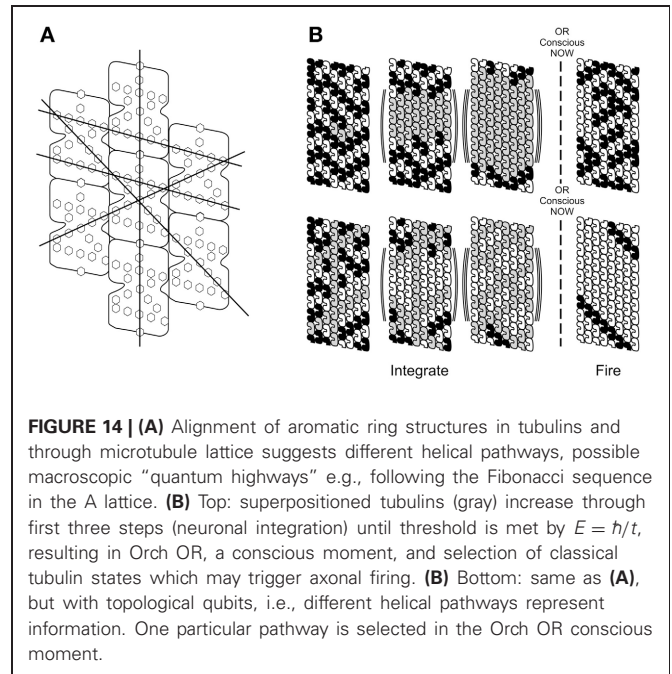 A
B
OR
Conscious
NOW
OR
Conscious
NOW
Integrate
Fire
FIGURE 14 | (A) Alignment of aromatic ring structures in tubulins and
through microtubule lattice suggests different helical pathways, possible
macroscopic “quantum highways” e.g., following the Fibonacci sequence
in the A lattice. (B) Top: superpositioned tubulins (gray) increase through
first three steps (neuronal integration) until threshold is met by E = ℏ/t,
resulting in Orch OR, a conscious moment, and selection of classical
tubulin states which may trigger axonal firing. (B) Bottom: same as (A),
but with topological qubits, i.e., different helical pathways represent
information. One particular pathway is selected in the Orch OR conscious
moment.